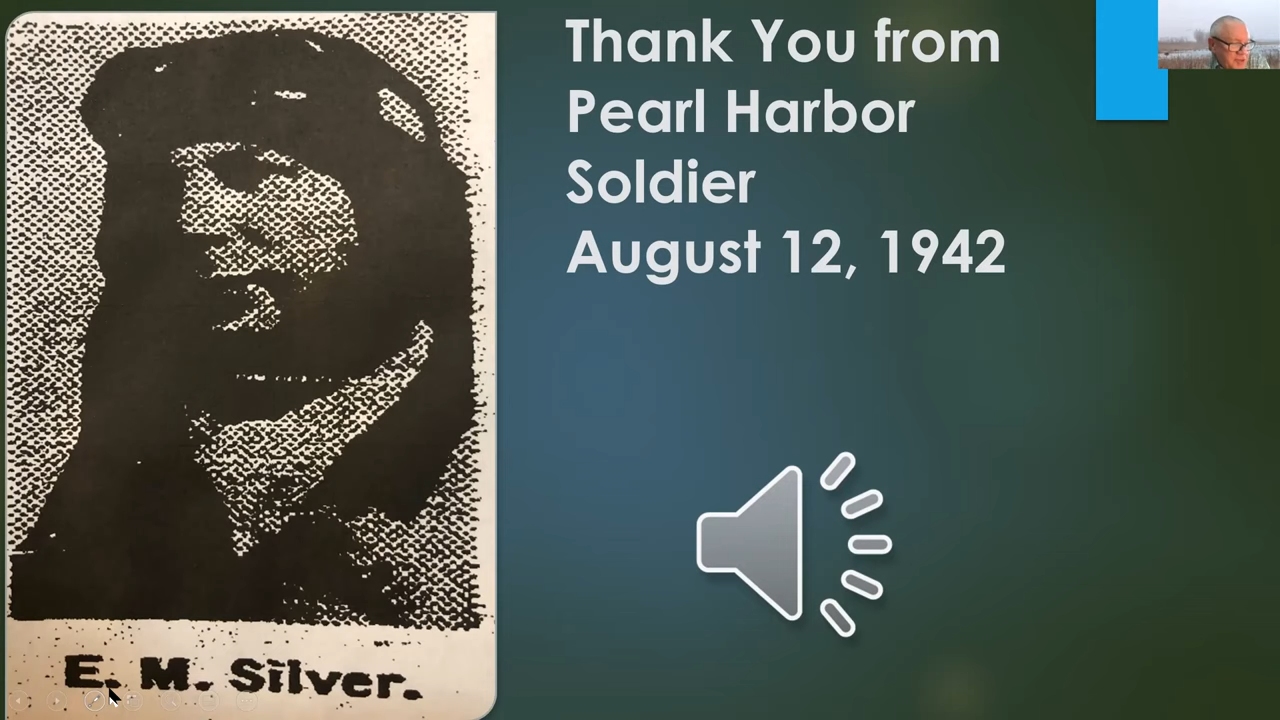 Thank You from
Pearl Harbor
Soldier
August 12, 1942
E. M. Silver.